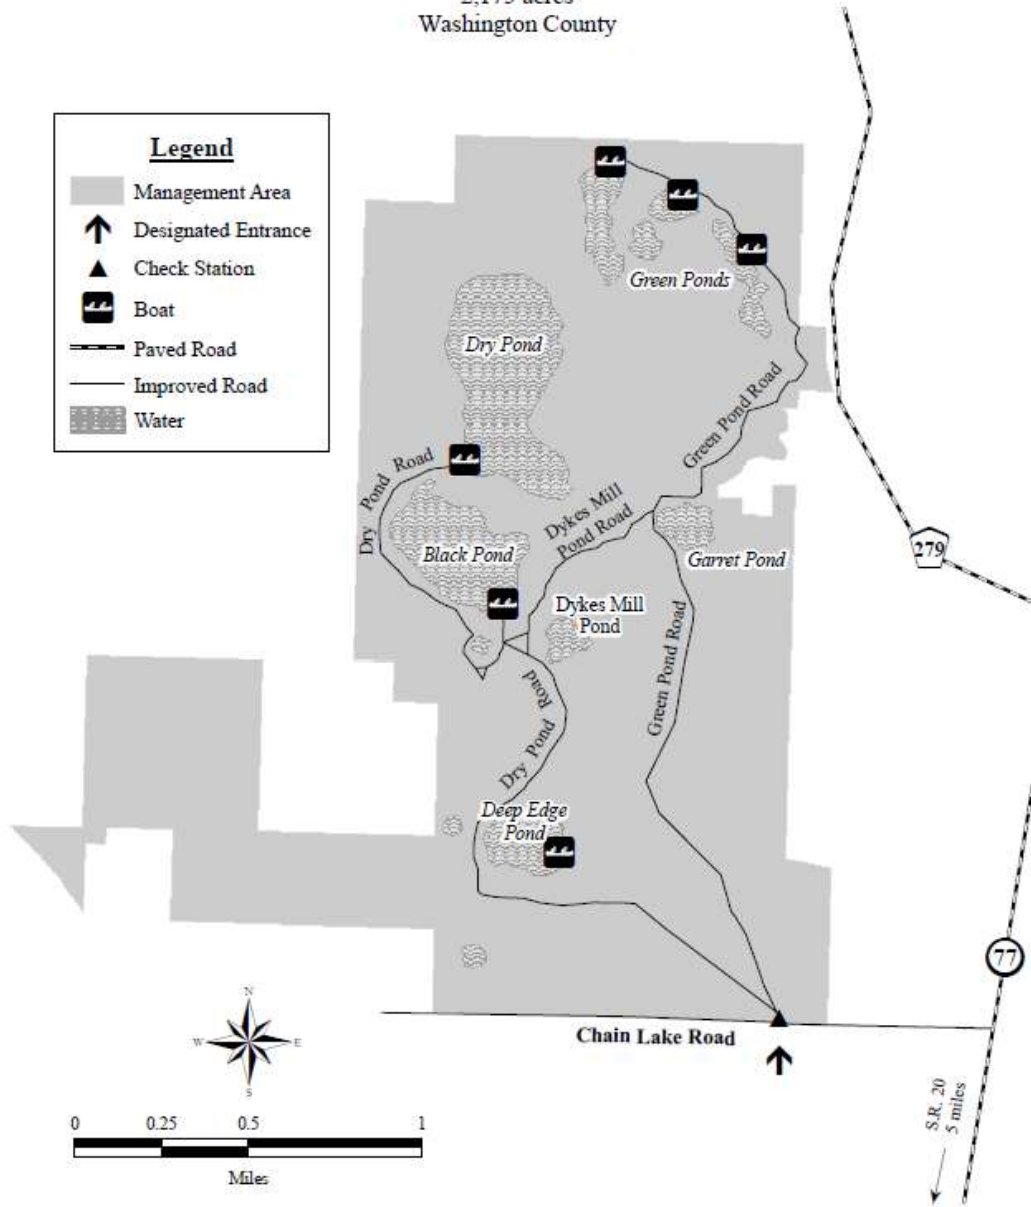 acres
Washington County
Legend
Management Area
Designated Entrance
Check Station
Boat
Paved Road
Improved Road
Water
Green Ponds
Dry Pond
Green Pond Road
Dry Pond Road
Dykes Mill
Pond Road
Black Pond
Garret Pond
279
Dykes Mill
Pond
Green Pond Road
Dry Pond Road
Deep Edge
Pond
77
N
W
E
S
Chain Lake Road
S.R. 20
5 miles
0
0.25
0.5
1
Miles